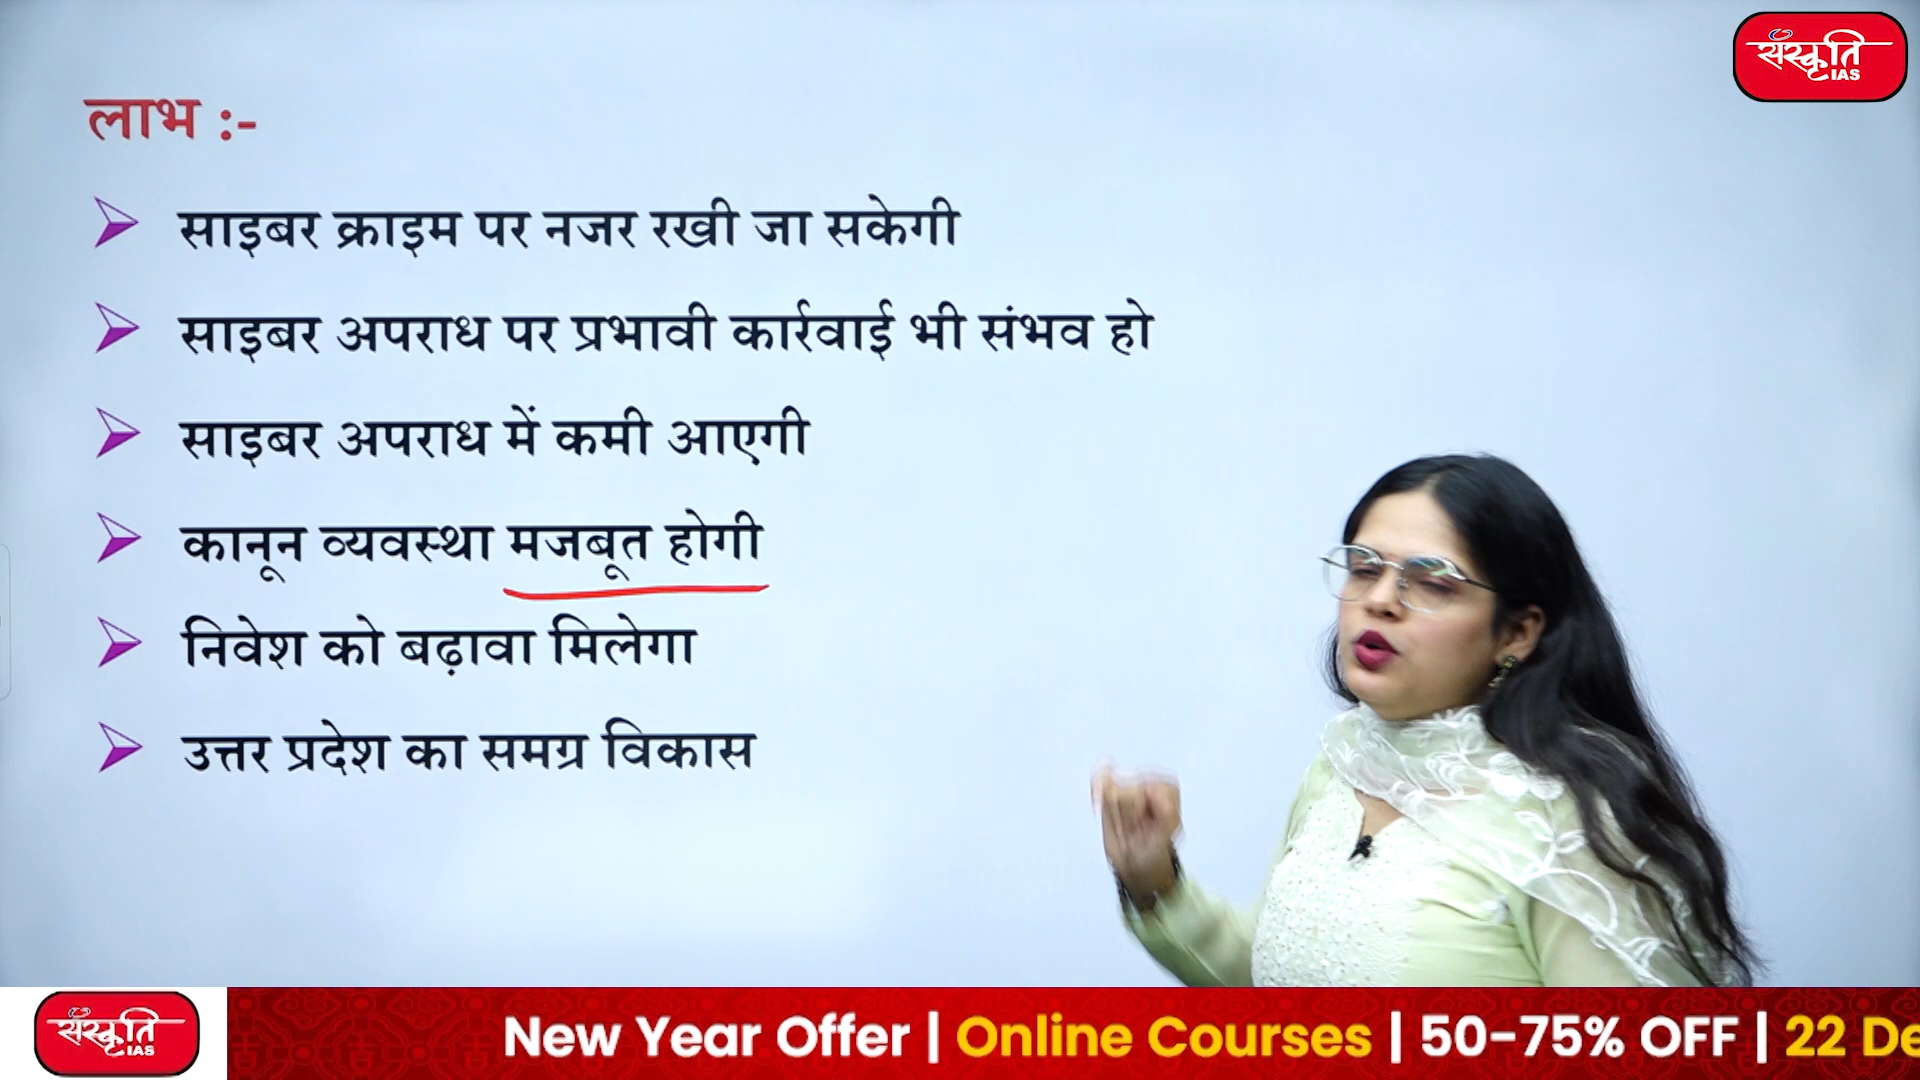 संस्कृति
IAS
लाभ :-
साइबर क्राइम पर नजर रखी जा सकेगी
साइबर अपराध पर प्रभावी कार्रवाई भी संभव हो
साइबर अपराध में कमी आएगी
कानून व्यवस्था मजबूत होगी
निवेश को बढ़ावा मिलेगा
उत्तर प्रदेश का समग्र विकास
संस्कृति
IAS
New Year Offer | Online Courses | 50-75% OFF | 22 De